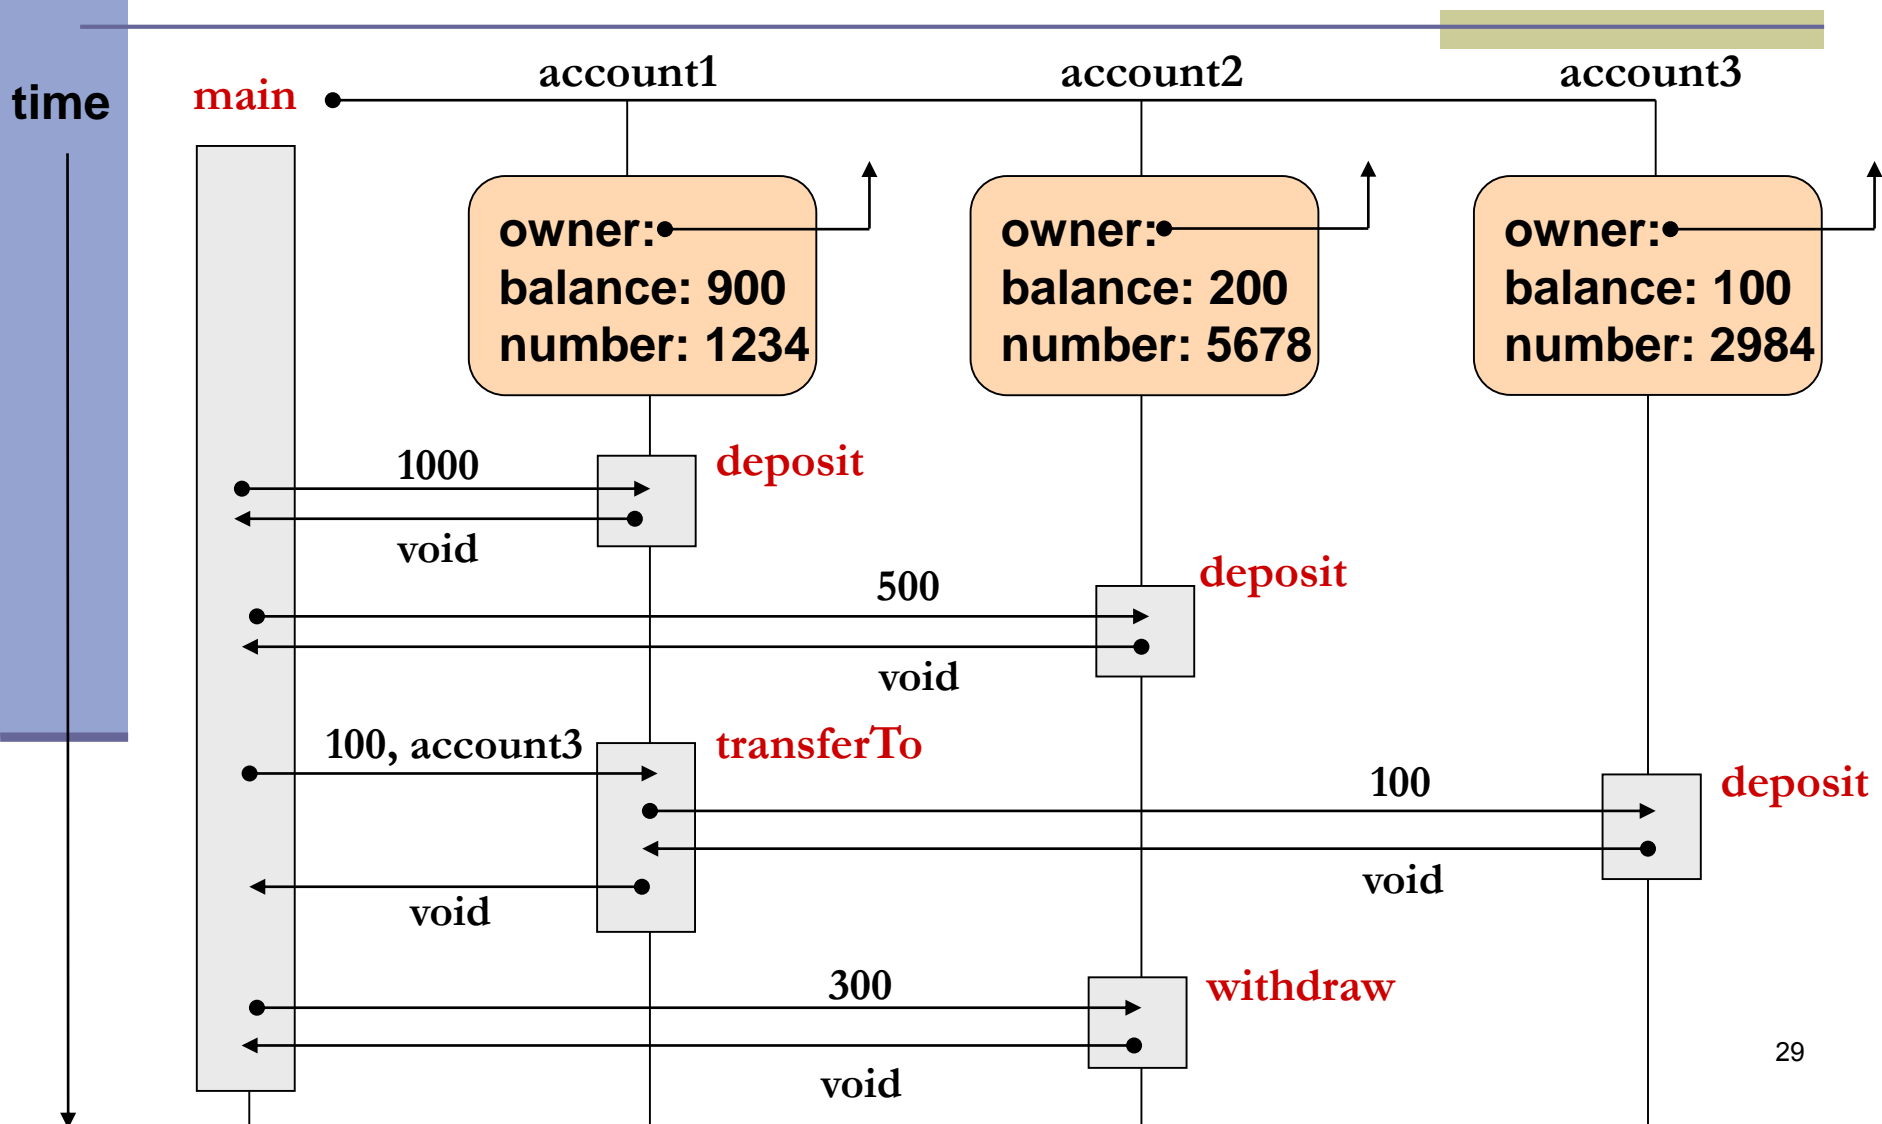 time
main
account1
account2
account3
owner:
balance: 900
number: 1234
owner:
balance: 200
number: 5678
owner:
balance: 100
number: 2984
1000
deposit
void
500
deposit
void
100, account3
transferTo
100
deposit
void
void
300
withdraw
void
29